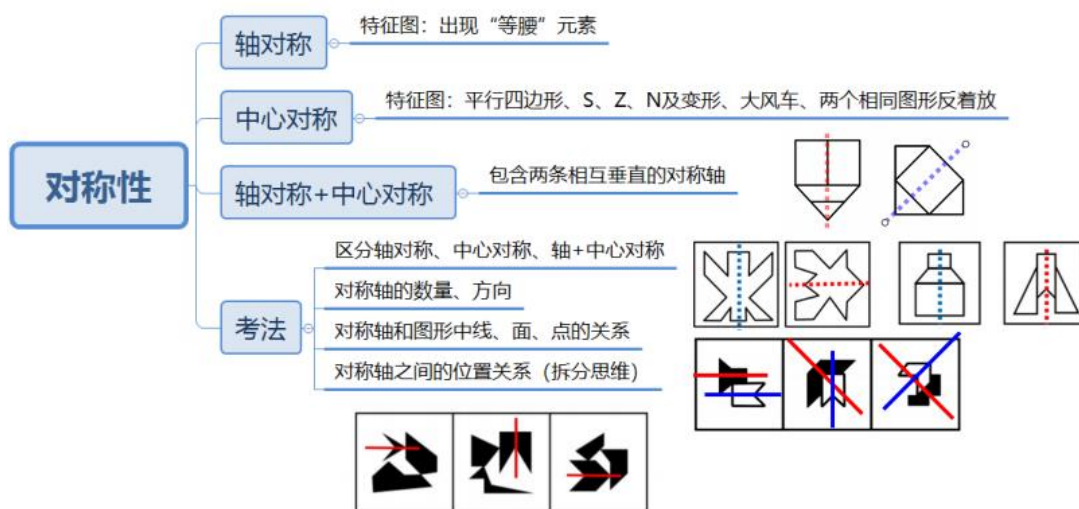 对称性
轴对称
特征图：出现“等腰”元素
中心对称
特征图：平行四边形、S、Z、N及变形、大风车、两个相同图形反着放
轴对称+中心对称
包含两条相互垂直的对称轴
考法
区分轴对称、中心对称、轴+中心对称
对称轴的数量、方向
对称轴和图形中线、面、点的关系
对称轴之间的位置关系（拆分思维）